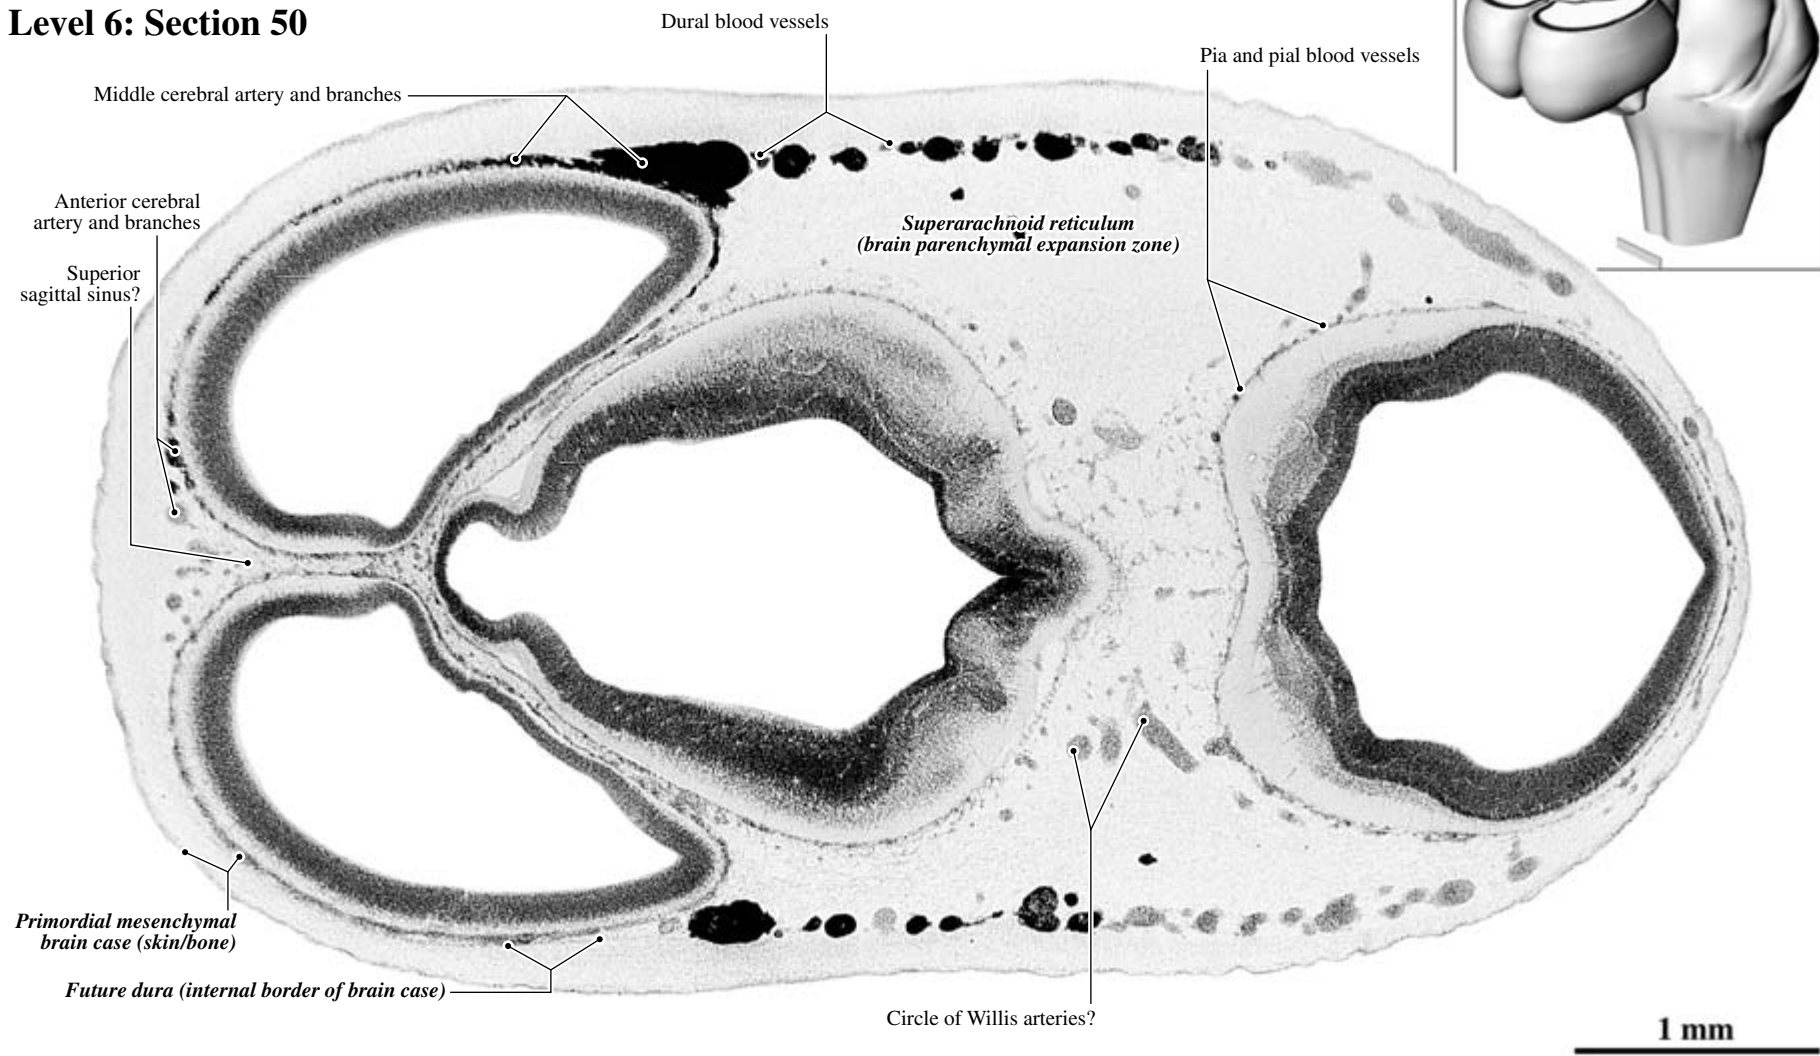 Level 6: Section 50
Dural blood vessels
Pia and pial blood vessels
Middle cerebral artery and branches
Anterior cerebral
artery and branches
Superarachnoid reticulum
(brain parenchymal expansion zone)
Superior
sagittal sinus?
Primordial mesenchymal
brain case (skin/bone)
Future dura (internal border of brain case)
Circle of Willis arteries?
1 mm